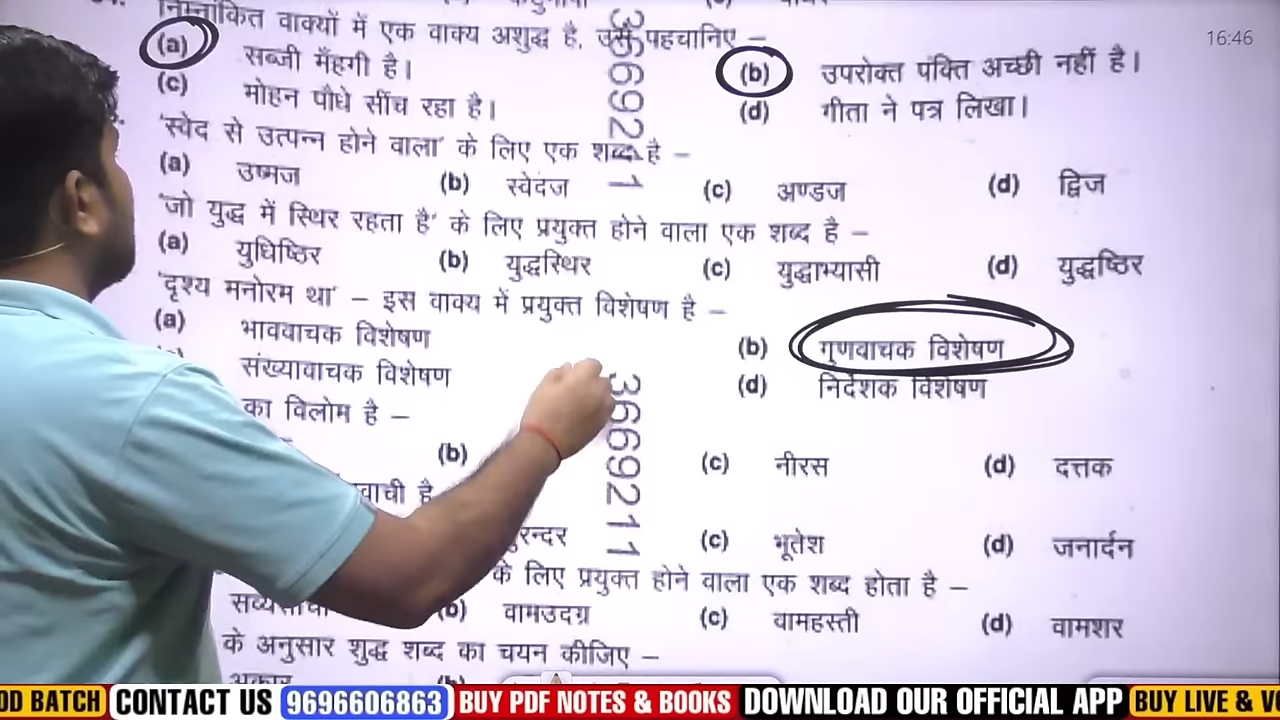 निम्नांकित वाक्यों में एक वाक्य अशुद्ध है, उसे पहचानिए –
16:46
(a) सब्जी मँहगी है। (b) उपरोक्त पंक्ति अच्छी नहीं है।
(c) मोहन पौधे सींच रहा है। (d) गीता ने पत्र लिखा।
'स्वेद से उत्पन्न होने वाला' के लिए एक शब्द है –
(a) उष्मज (b) स्वेदज (c) अण्डज (d) द्विज
'जो युद्ध में स्थिर रहता है' के लिए प्रयुक्त होने वाला एक शब्द है –
(a) युधिष्ठिर (b) युद्धस्थिर (c) युद्धाभ्यासी (d) युद्धष्ठिर
'दृश्य मनोरम था' – इस वाक्य में प्रयुक्त विशेषण है –
(a) भाववाचक विशेषण (b) गुणवाचक विशेषण
संख्यावाचक विशेषण (d) निर्देशक विशेषण
का विलोम है –
(b) (c) नीरस (d) दत्तक
है
(c) भूतेश (d) जनार्दन
के लिए प्रयुक्त होने वाला एक शब्द होता है –
(b) वामउदग्र (c) वामहस्ती (d) वामशर
के अनुसार शुद्ध शब्द का चयन कीजिए –
3669211
3669211
OD BATCH CONTACT US 9696606863 BUY PDF NOTES & BOOKS DOWNLOAD OUR OFFICIAL APP BUY LIVE &